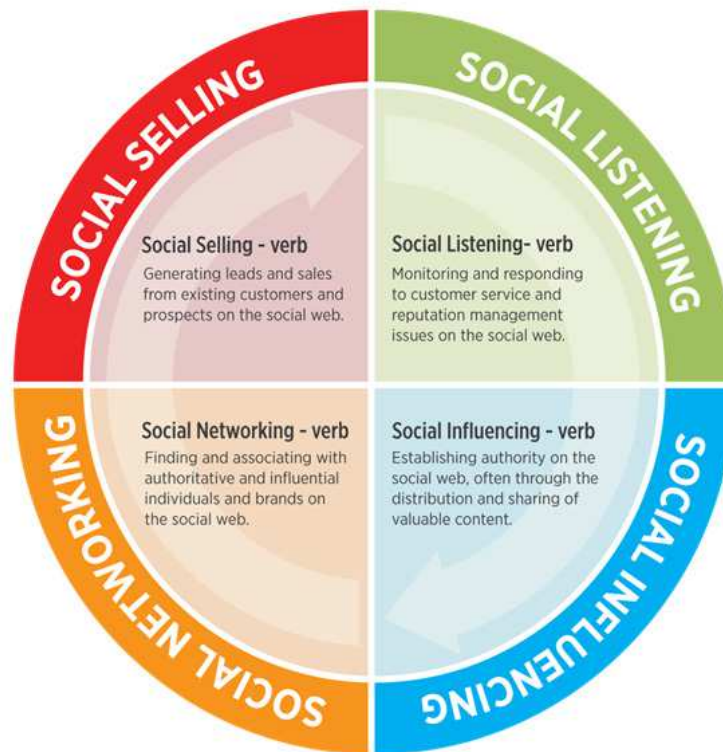 SOCIAL SELLING
SOCIAL LISTENING
Social Selling - verb
Generating leads and sales
from existing customers and
prospects on the social web.
Social Listening- verb
Monitoring and responding
to customer service and
reputation management
issues on the social web.
Social Networking - verb
Finding and associating with
authoritative and influential
individuals and brands on
the social web.
Social Influencing - verb
Establishing authority on the
social web, often through the
distribution and sharing of
valuable content.
SOCIAL NETWORKING
SOCIAL INFLUENCING